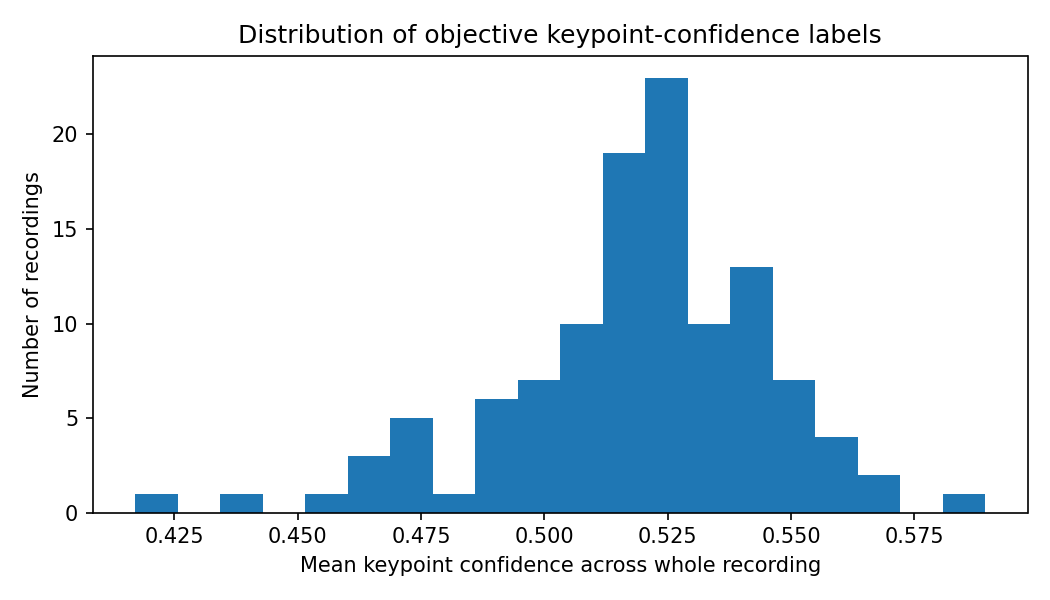 Distribution of objective keypoint-confidence labels
Number of recordings
20
15
10
5
0
0.425 0.450 0.475 0.500 0.525 0.550 0.575
Mean keypoint confidence across whole recording